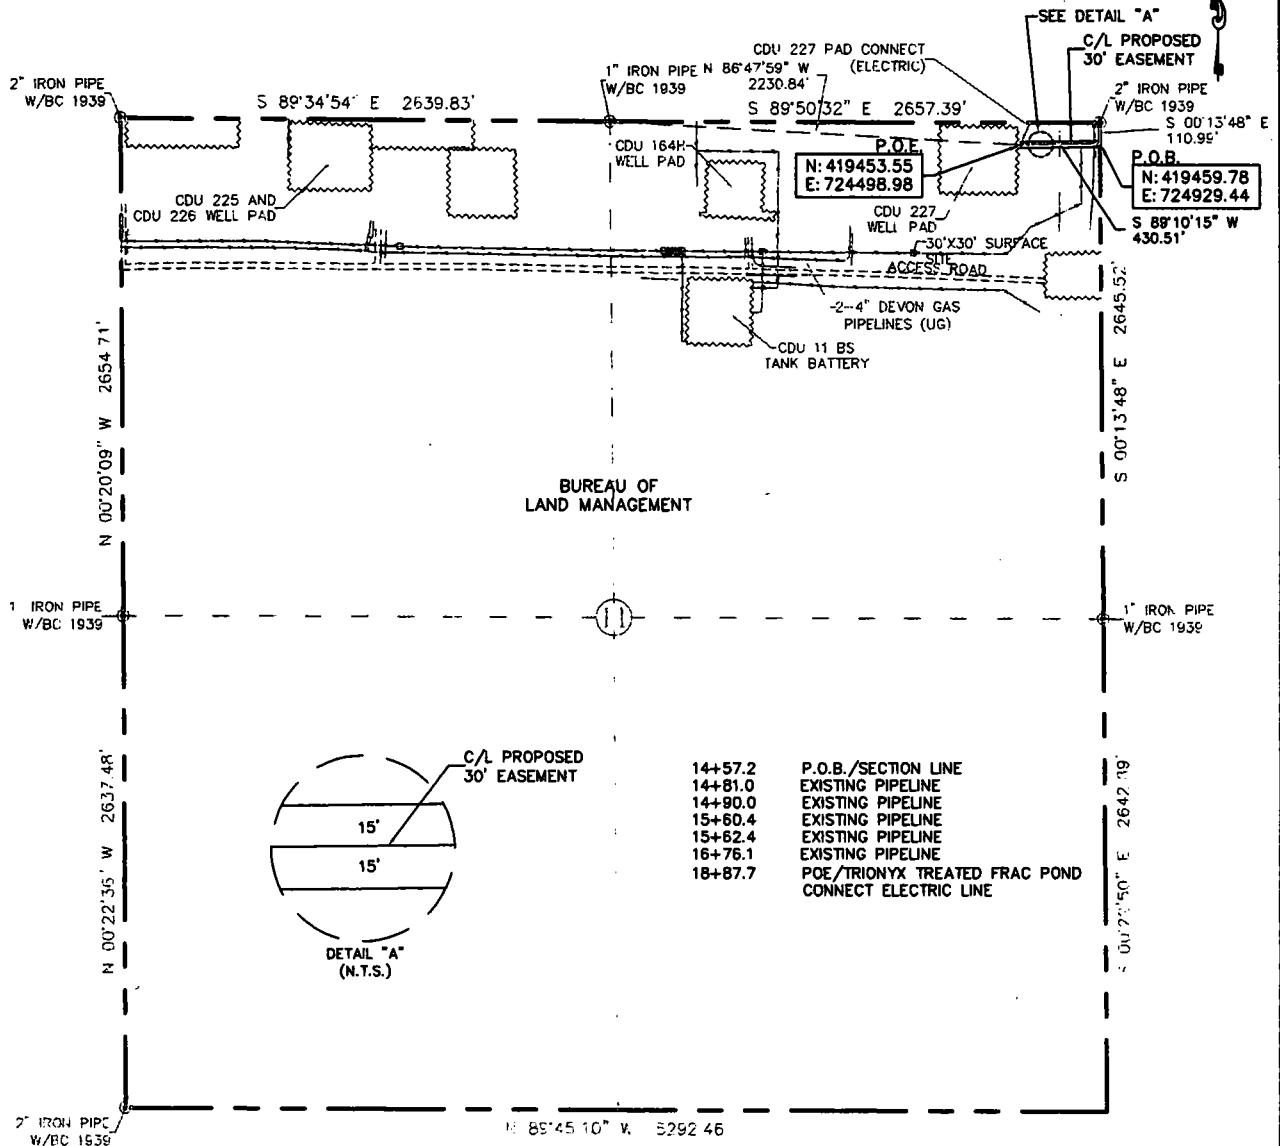 SEE DETAIL "A"
C/L PROPOSED
30' EASEMENT
CDU 227 PAD CONNECT
(ELECTRIC)
2" IRON PIPE
W/BC 1939
1" IRON PIPE
W/BC 1939
N 86°47'59" W
2230.84'
2" IRON PIPE
W/BC 1939
S 89°34'54" E 2639.83'
S 89°50'32" E 2657.39'
S 00°13'48" E
110.99'
P.O.E.
N: 419453.55
E: 724498.98
P.O.B.
N: 419459.78
E: 724929.44
S 89°10'15" W
430.51'
CDU 164H
WELL PAD
CDU 225 AND
CDU 226 WELL PAD
CDU 227
WELL PAD
30'X30' SURFACE
SITE
ACCESS ROAD
-2--4" DEVON GAS
PIPELINES (UG)
CDU 11 BS
TANK BATTERY
N 00°20'09" W 2654.71'
S 00°13'48" E 2645.52'
BUREAU OF
LAND MANAGEMENT
1 IRON PIPE
W/BC 1939
11
1" IRON PIPE
W/BC 1939
N 00°22'36" W 2637.48'
C/L PROPOSED
30' EASEMENT
15'
15'
DETAIL "A"
(N.T.S.)
14+57.2 P.O.B./SECTION LINE
14+81.0 EXISTING PIPELINE
14+90.0 EXISTING PIPELINE
15+60.4 EXISTING PIPELINE
15+62.4 EXISTING PIPELINE
16+76.1 EXISTING PIPELINE
18+87.7 POE/TRIONYX TREATED FRAC POND
CONNECT ELECTRIC LINE
E 2642.39'
2" IRON PIPE
W/BC 1939
N 89°45'10" W 5292.46